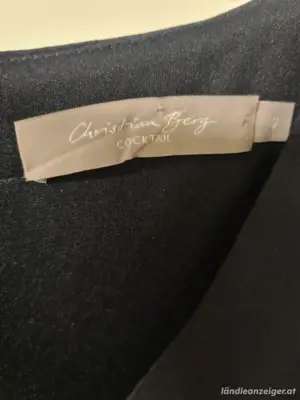 Christian Berg
COCKTAIL
ländleanzeiger.at